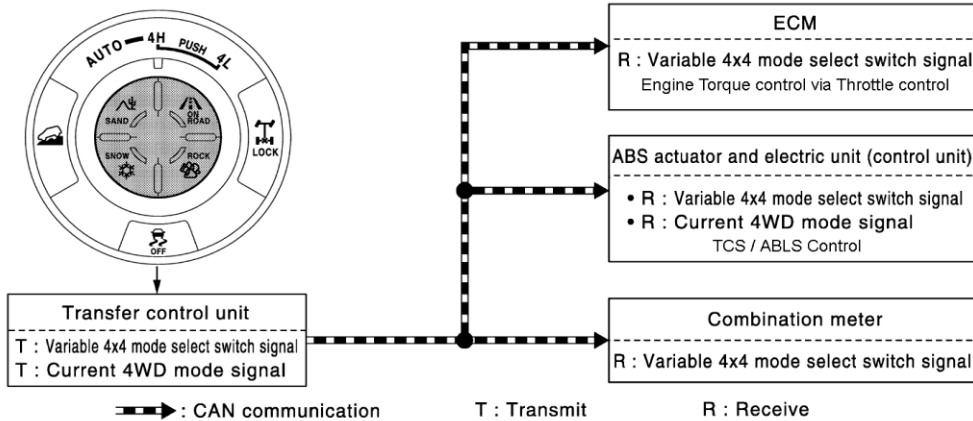 AUTO
4H
PUSH
4L
SAND
ON
ROAD
SNOW
ROCK
LOCK
OFF
Transfer control unit
T : Variable 4x4 mode select switch signal
T : Current 4WD mode signal
ECM
R : Variable 4x4 mode select switch signal
Engine Torque control via Throttle control
ABS actuator and electric unit (control unit)
• R : Variable 4x4 mode select switch signal
• R : Current 4WD mode signal
TCS / ABLS Control
Combination meter
R : Variable 4x4 mode select switch signal
: CAN communication
T : Transmit
R : Receive